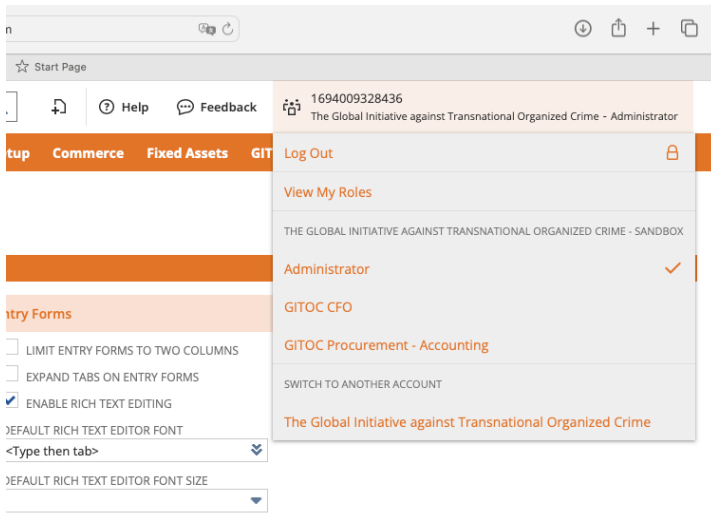 Start Page
Help
Feedback
1694009328436
The Global Initiative against Transnational Organized Crime - Administrator
Commerce
Fixed Assets
GIT
Log Out
View My Roles
THE GLOBAL INITIATIVE AGAINST TRANSNATIONAL ORGANIZED CRIME - SANDBOX
Administrator
GITOC CFO
GITOC Procurement - Accounting
SWITCH TO ANOTHER ACCOUNT
The Global Initiative against Transnational Organized Crime
ntry Forms
LIMIT ENTRY FORMS TO TWO COLUMNS
EXPAND TABS ON ENTRY FORMS
ENABLE RICH TEXT EDITING
DEFAULT RICH TEXT EDITOR FONT
<Type then tab>
DEFAULT RICH TEXT EDITOR FONT SIZE